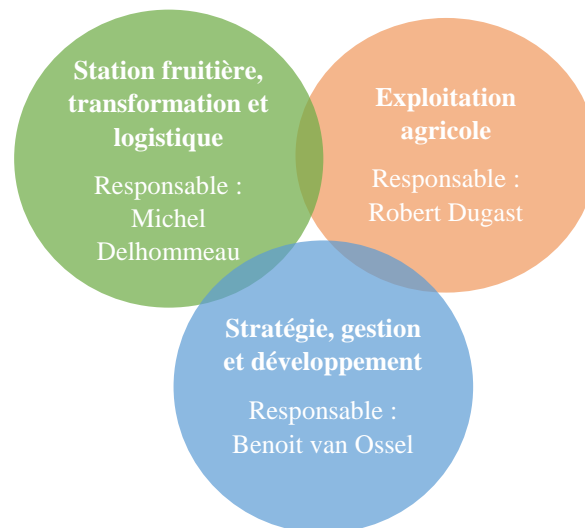 Station fruitière,
transformation et
logistique
Responsable :
Michel
Delhommeau
Exploitation
agricole
Responsable :
Robert Dugast
Stratégie, gestion
et développement
Responsable :
Benoit van Ossel